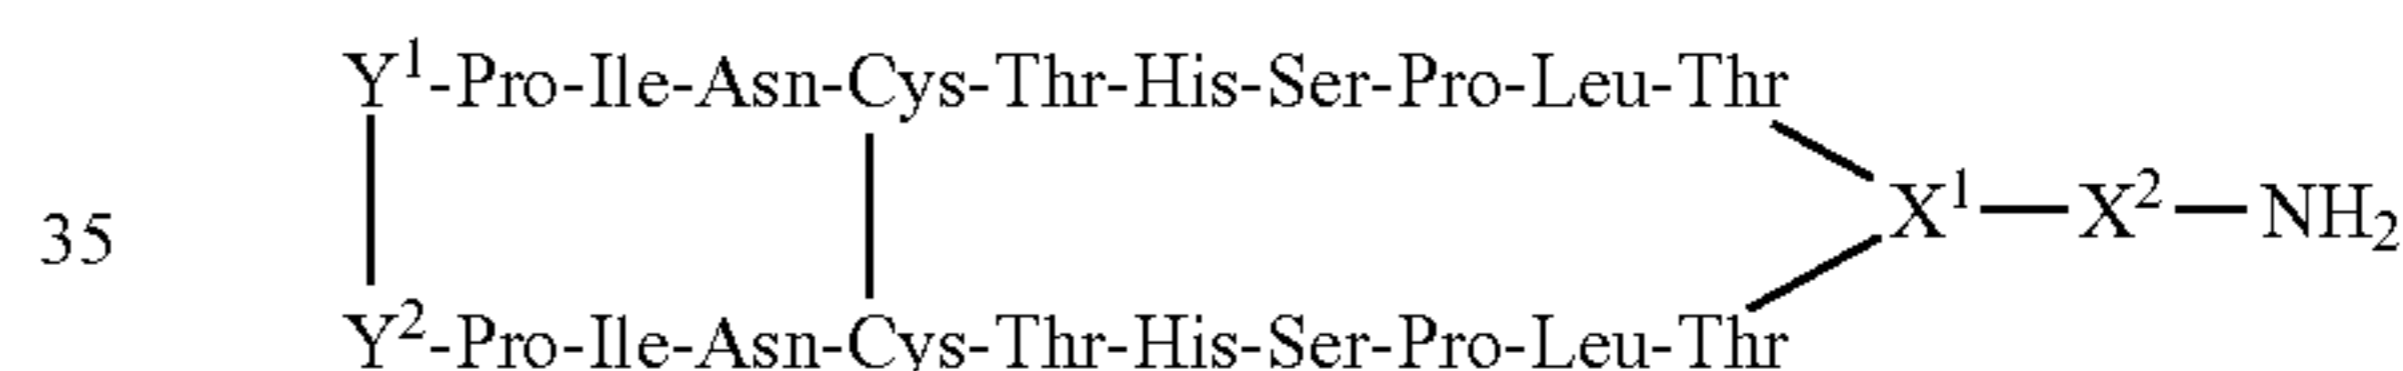 Y¹-Pro-Ile-Asn-Cys-Thr-His-Ser-Pro-Leu-Thr
35 X¹—X²—NH₂
Y²-Pro-Ile-Asn-Cys-Thr-His-Ser-Pro-Leu-Thr